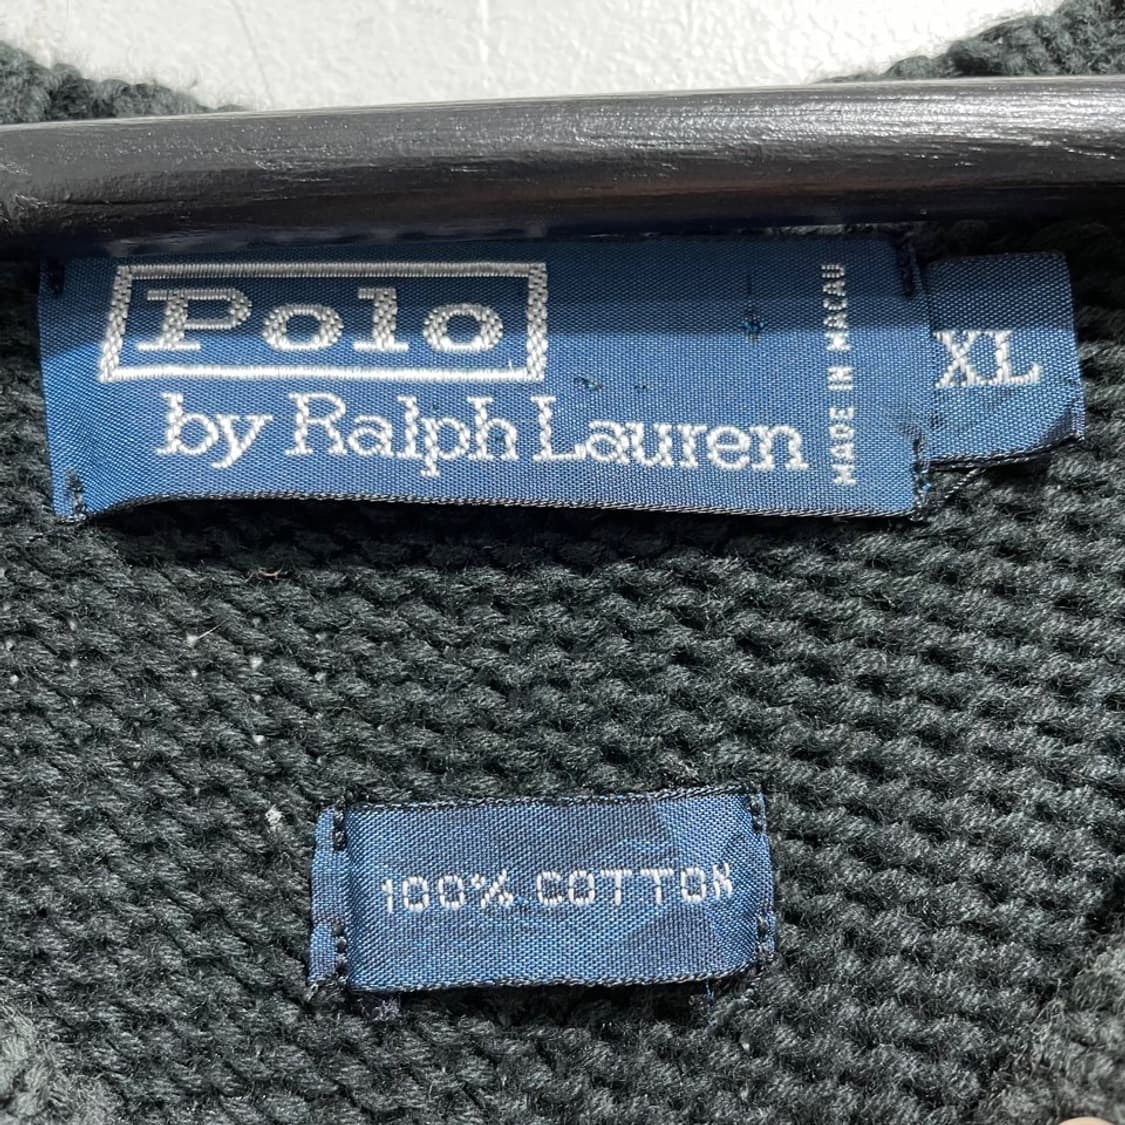 Polo
by Ralph Lauren
MADE IN MACAU
XL
100% COTTON